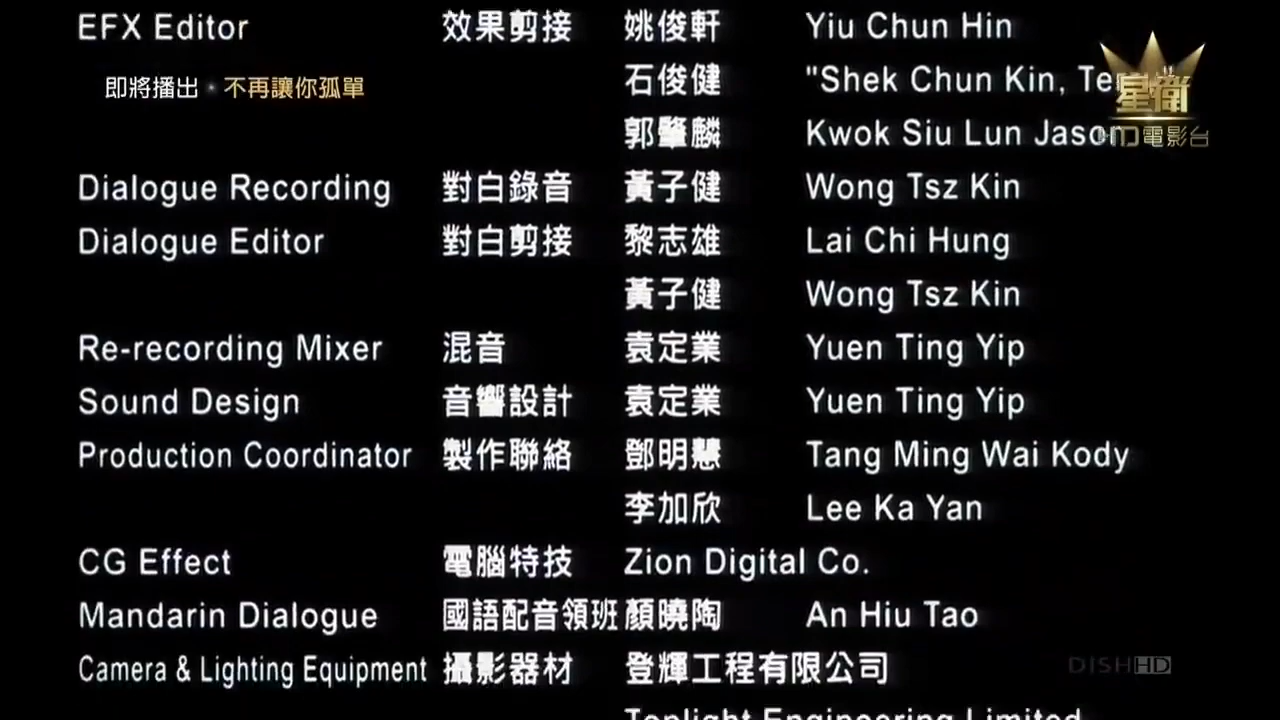 EFX Editor 效果剪接 姚俊軒 Yiu Chun Hin
即將播出・不再讓你孤單
石俊健 "Shek Chun Kin,
星衛
郭肇麟 Kwok Siu Lun Jason
HD電影台
Dialogue Recording 對白錄音 黃子健 Wong Tsz Kin
Dialogue Editor 對白剪接 黎志雄 Lai Chi Hung
黃子健 Wong Tsz Kin
Re-recording Mixer 混音 袁定業 Yuen Ting Yip
Sound Design 音響設計 袁定業 Yuen Ting Yip
Production Coordinator 製作聯絡 鄧明慧 Tang Ming Wai Kody
李加欣 Lee Ka Yan
CG Effect 電腦特技 Zion Digital Co.
Mandarin Dialogue 國語配音領班 顏曉陶 An Hiu Tao
Camera & Lighting Equipment 攝影器材 登輝工程有限公司
DISHHD
Toplight Engineering Limited